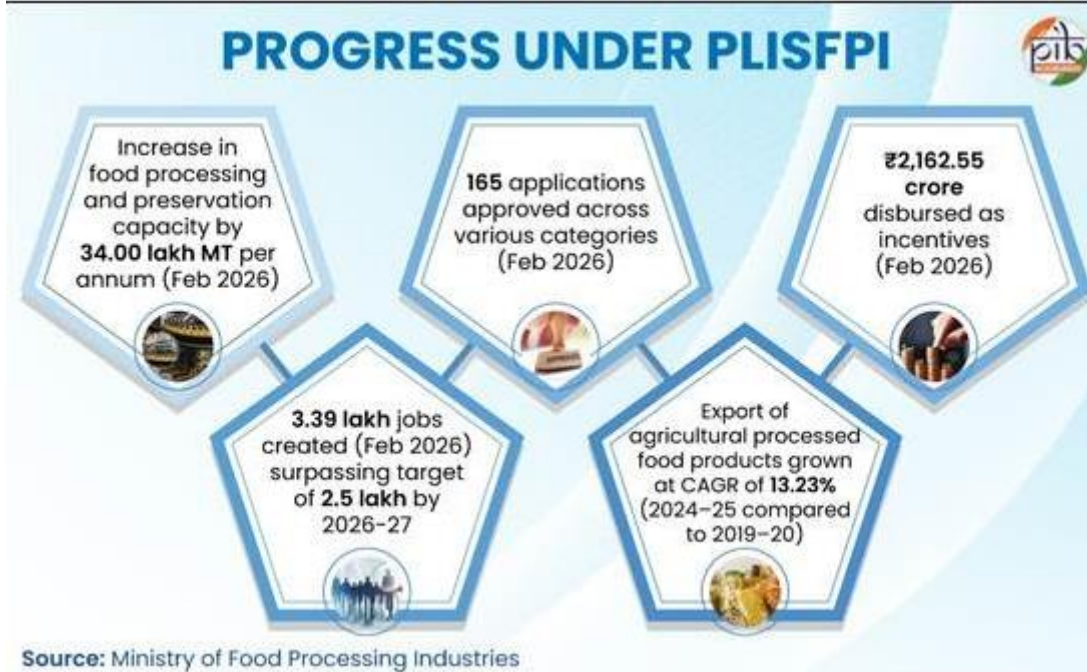 PROGRESS UNDER PLISFPI
pib
Increase in
food processing
and preservation
capacity by
34.00 lakh MT per
annum (Feb 2026)
165 applications
approved across
various categories
(Feb 2026)
₹2,162.55
crore
disbursed as
incentives
(Feb 2026)
3.39 lakh jobs
created (Feb 2026)
surpassing target
of 2.5 lakh by
2026-27
Export of
agricultural processed
food products grown
at CAGR of 13.23%
(2024–25 compared
to 2019–20)
Source: Ministry of Food Processing Industries